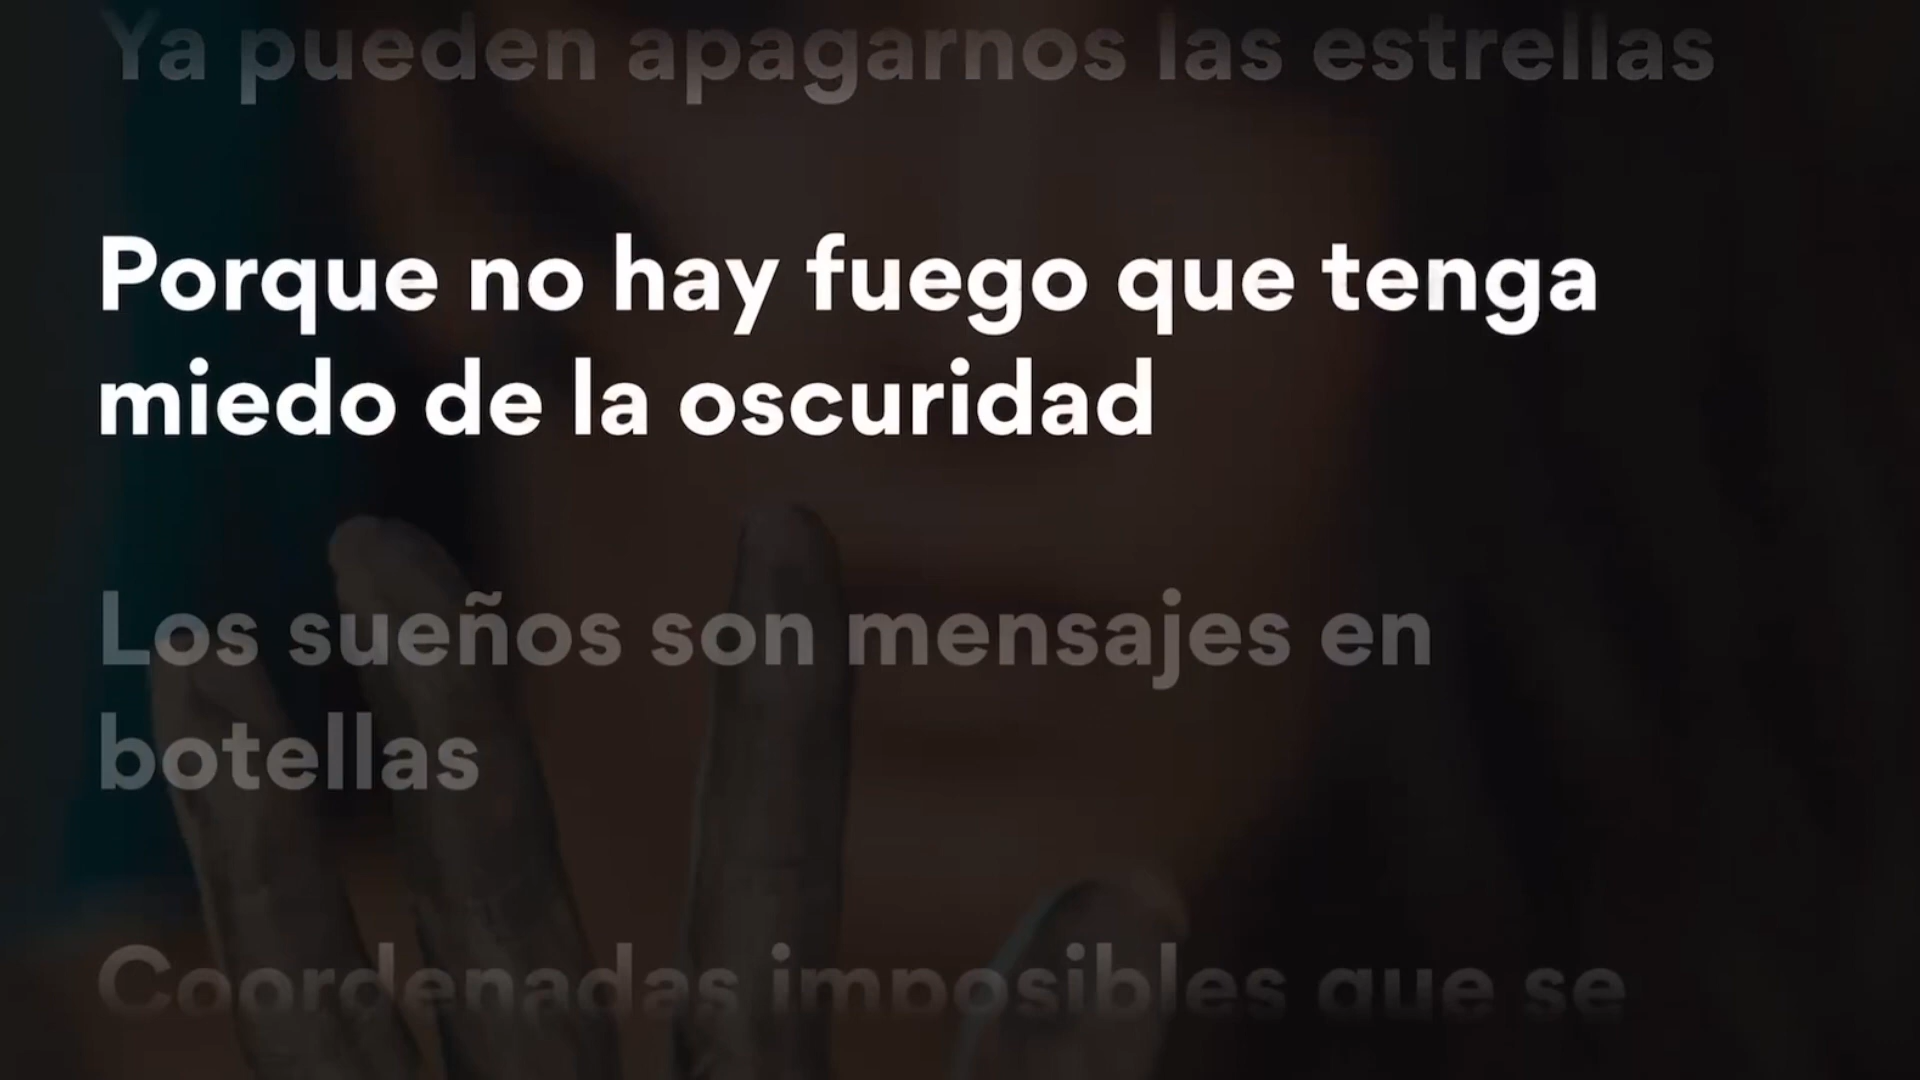 Ya pueden apagarnos las estrellas
Porque no hay fuego que tenga
miedo de la oscuridad
Los sueños son mensajes en
botellas
Coordenadas imposibles que se